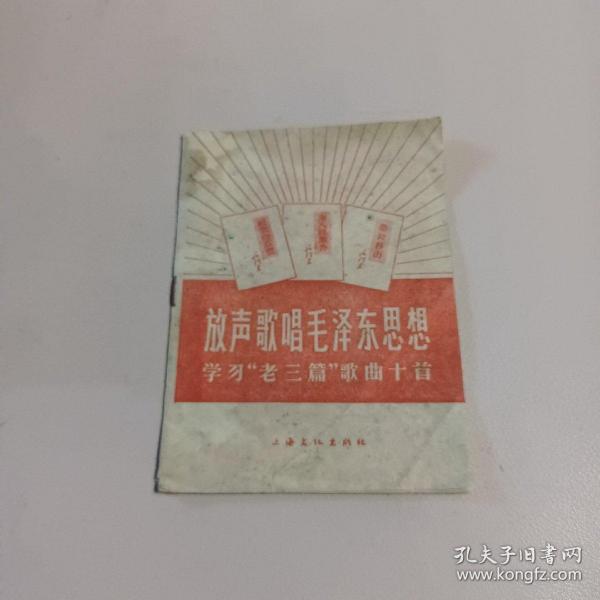 放声歌唱毛泽东思想
学习“老三篇”歌曲十首
上海文化出版社
孔夫子旧书网
www.kongfz.com